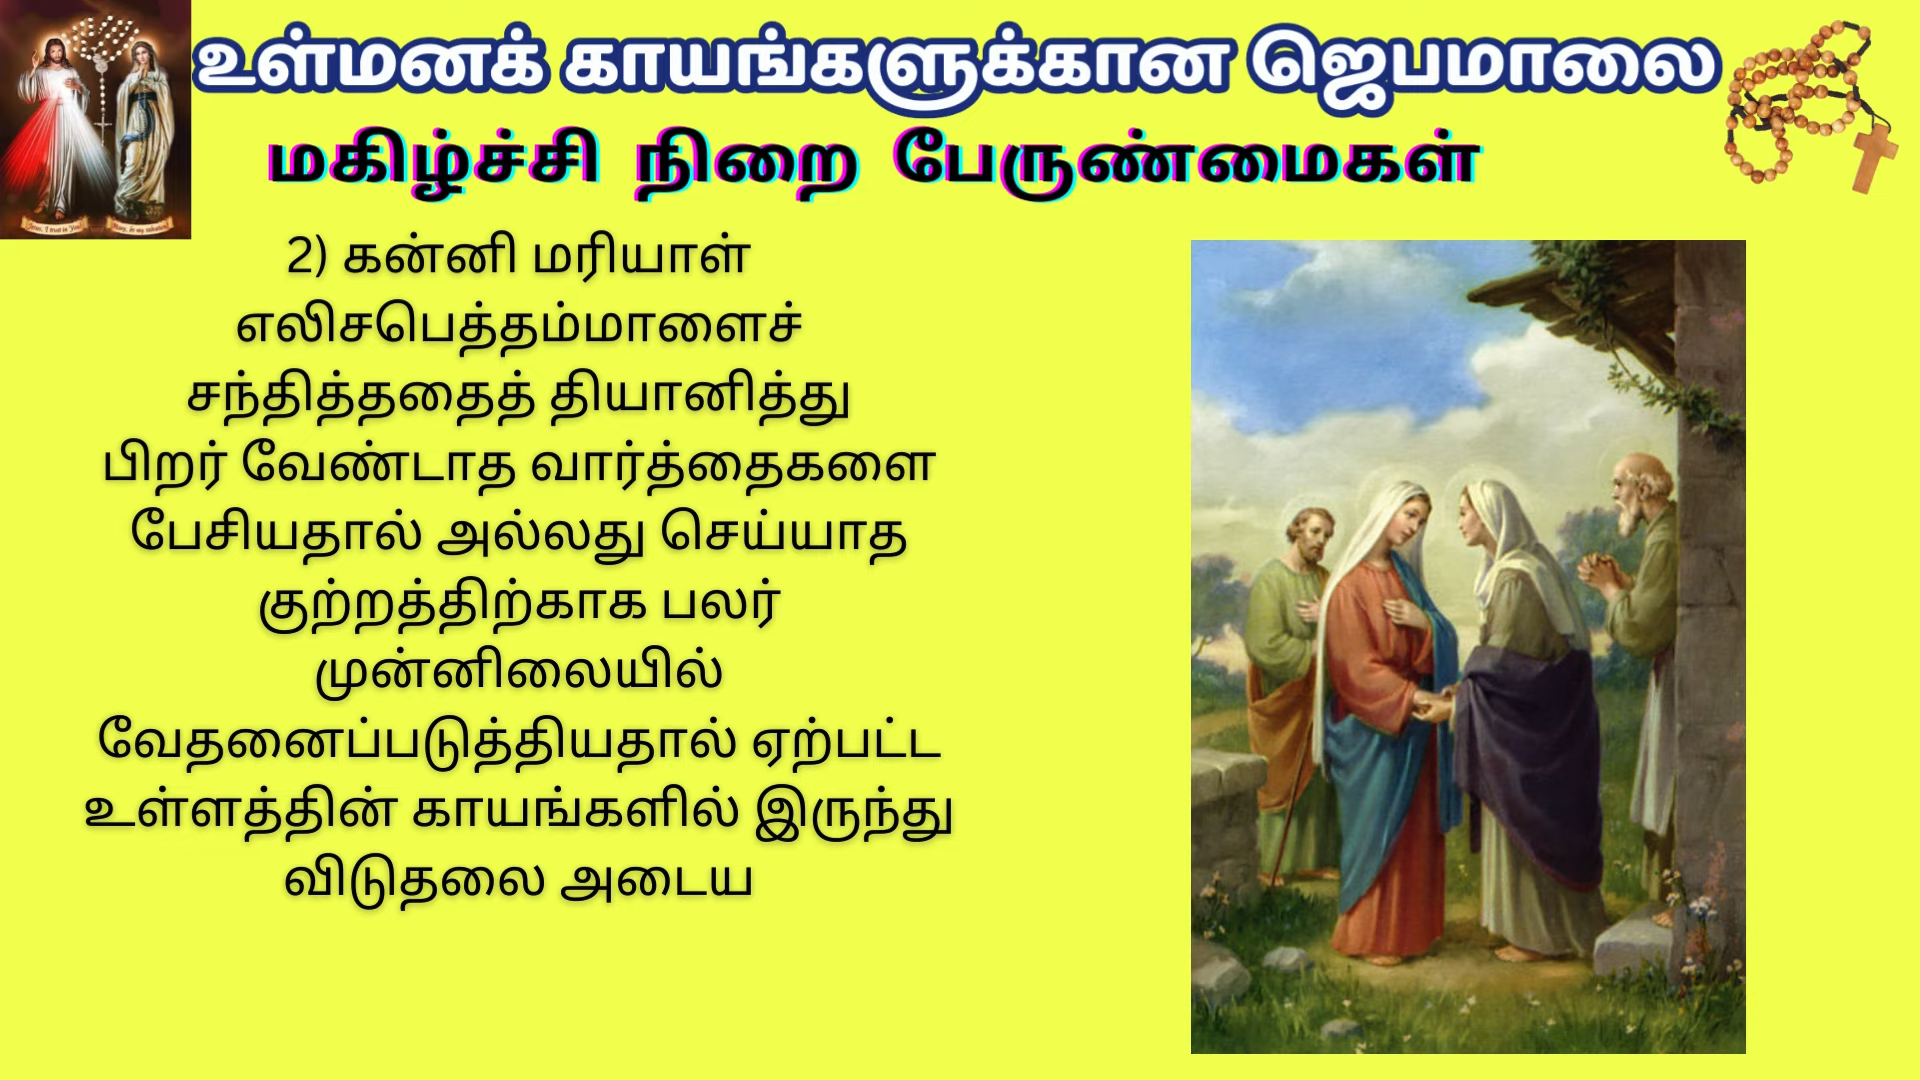 உள்மனக் காயங்களுக்கான ஜெபமாலை
மகிழ்ச்சி நிறை பேருண்மைகள்
2) கன்னி மரியாள்
எலிசபெத்தம்மாளைச்
சந்தித்ததைத் தியானித்து
பிறர் வேண்டாத வார்த்தைகளை
பேசியதால் அல்லது செய்யாத
குற்றத்திற்காக பலர்
முன்னிலையில்
வேதனைப்படுத்தியதால் ஏற்பட்ட
உள்ளத்தின் காயங்களில் இருந்து
விடுதலை அடைய